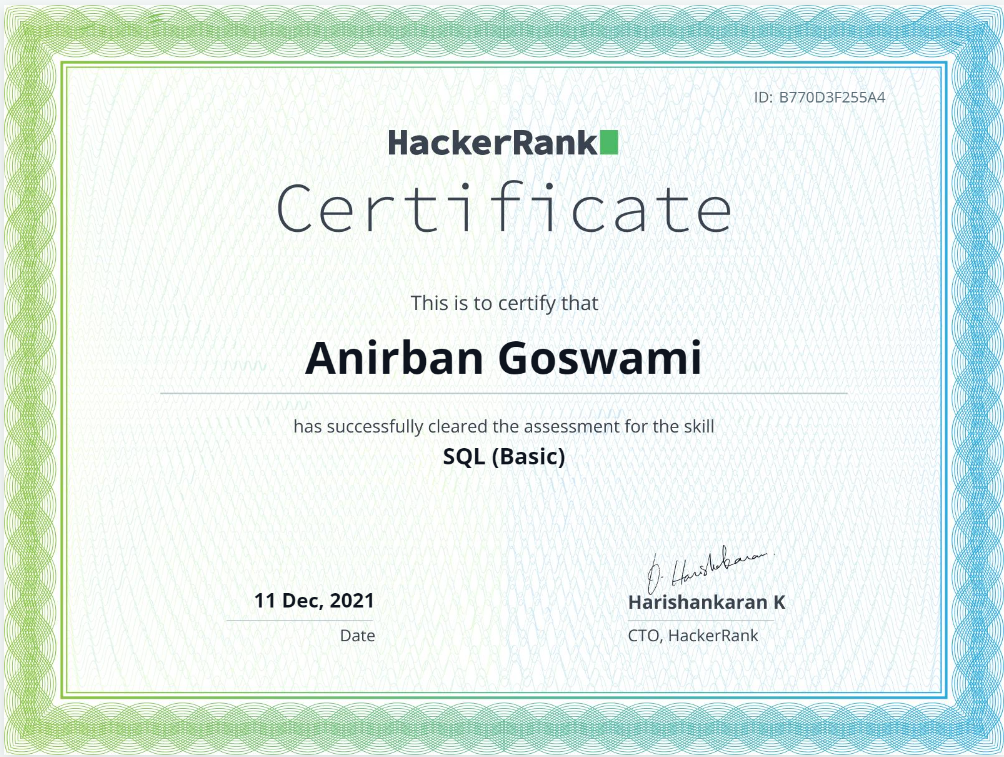 ID: B770D3F255A4
HackerRank
Certificate
This is to certify that
Anirban Goswami
has successfully cleared the assessment for the skill
SQL (Basic)
11 Dec, 2021
Date
Harishankaran K
CTO, HackerRank